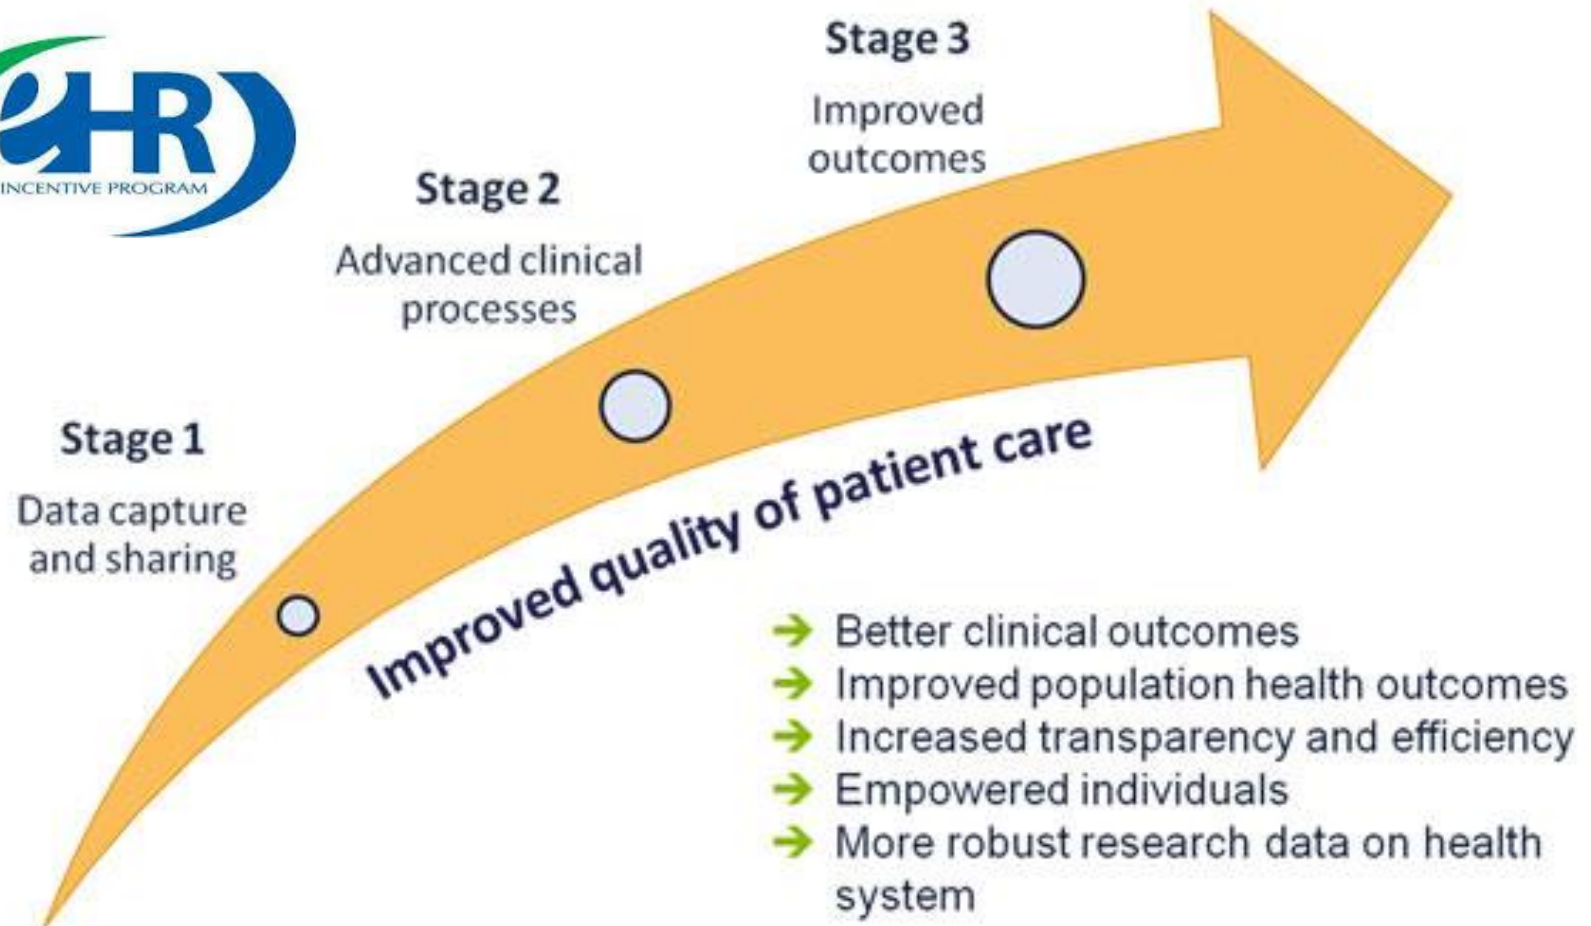 eHR
INCENTIVE PROGRAM
Stage 1
Data capture
and sharing
Stage 2
Advanced clinical
processes
Stage 3
Improved
outcomes
Improved quality of patient care
Better clinical outcomes
Improved population health outcomes
Increased transparency and efficiency
Empowered individuals
More robust research data on health
system